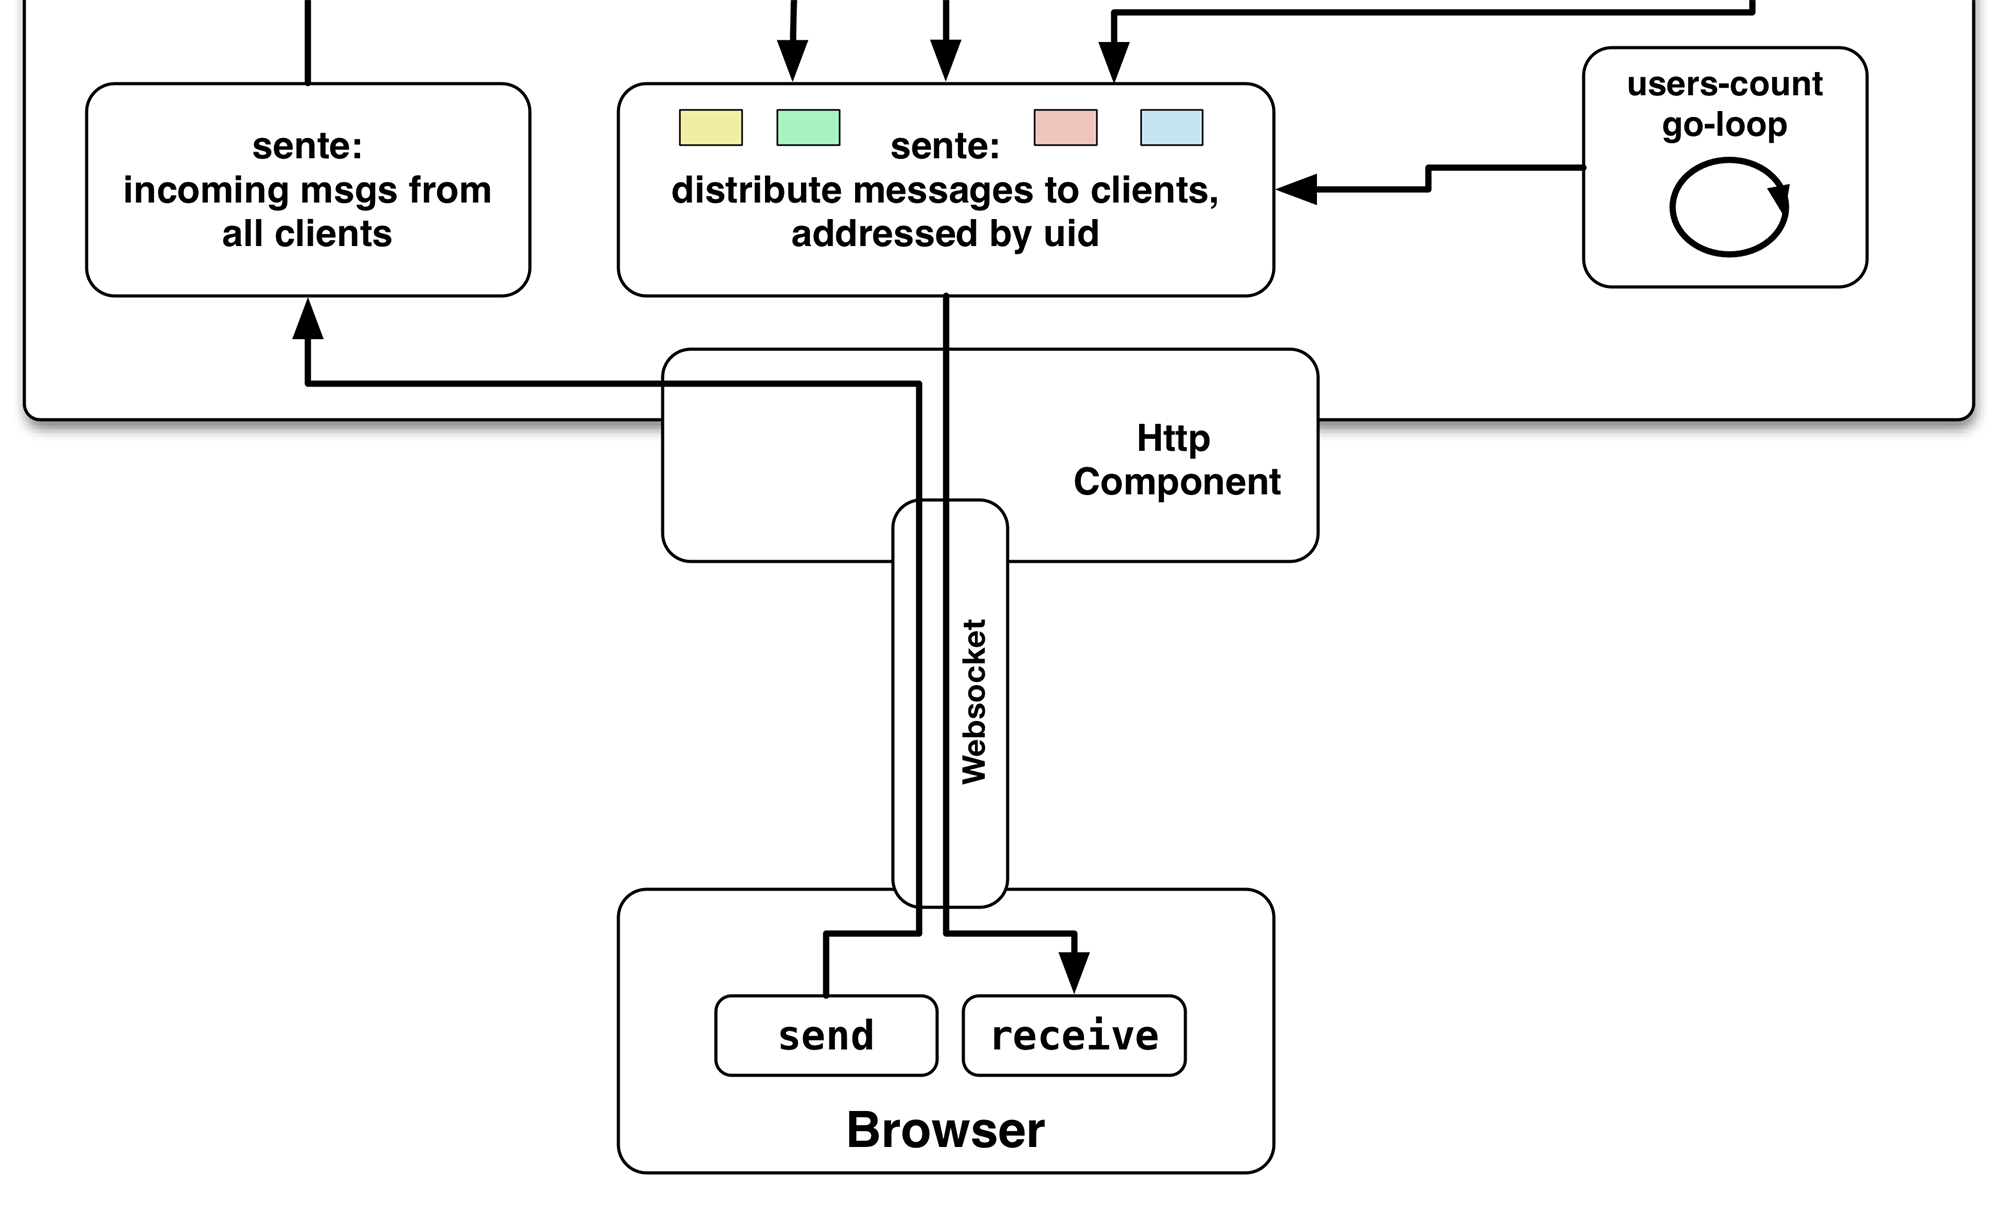 sente:
incoming msgs from
all clients
sente:
distribute messages to clients,
addressed by uid
users-count
go-loop
Http
Component
Websocket
send
receive
Browser